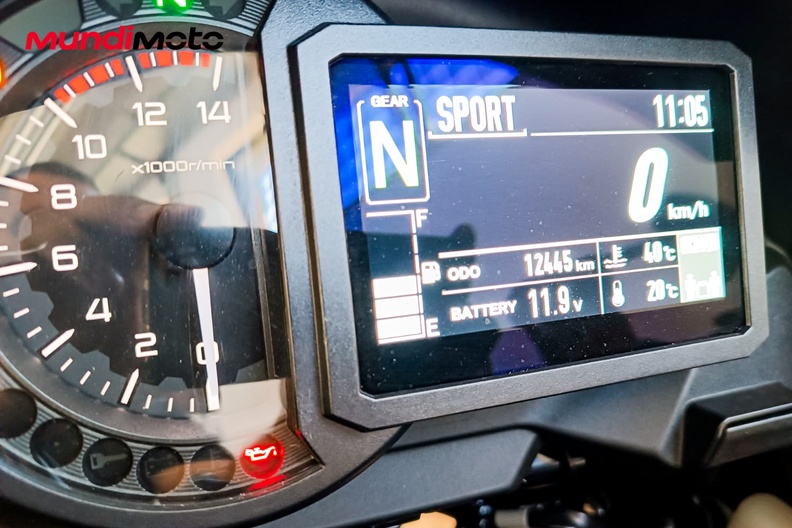 MUNDIMOTO
N
12
14
10
x1000r/min
8
6
4
2
0
GEAR
N
SPORT
11:05
0
km/h
F
E
ODO 12445 km
40°C
BATTERY 11.9 V
20°C